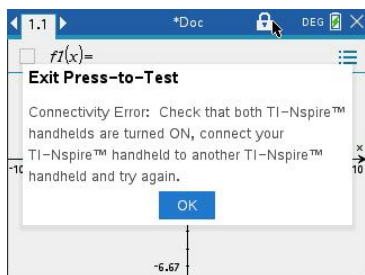 1.1 *Doc DEG
f1(x)=
Exit Press-to-Test
Connectivity Error: Check that both TI-Nspire™
handhelds are turned ON, connect your
TI-Nspire™ handheld to another TI-Nspire™
handheld and try again.
x
-10 10
OK
-6.67